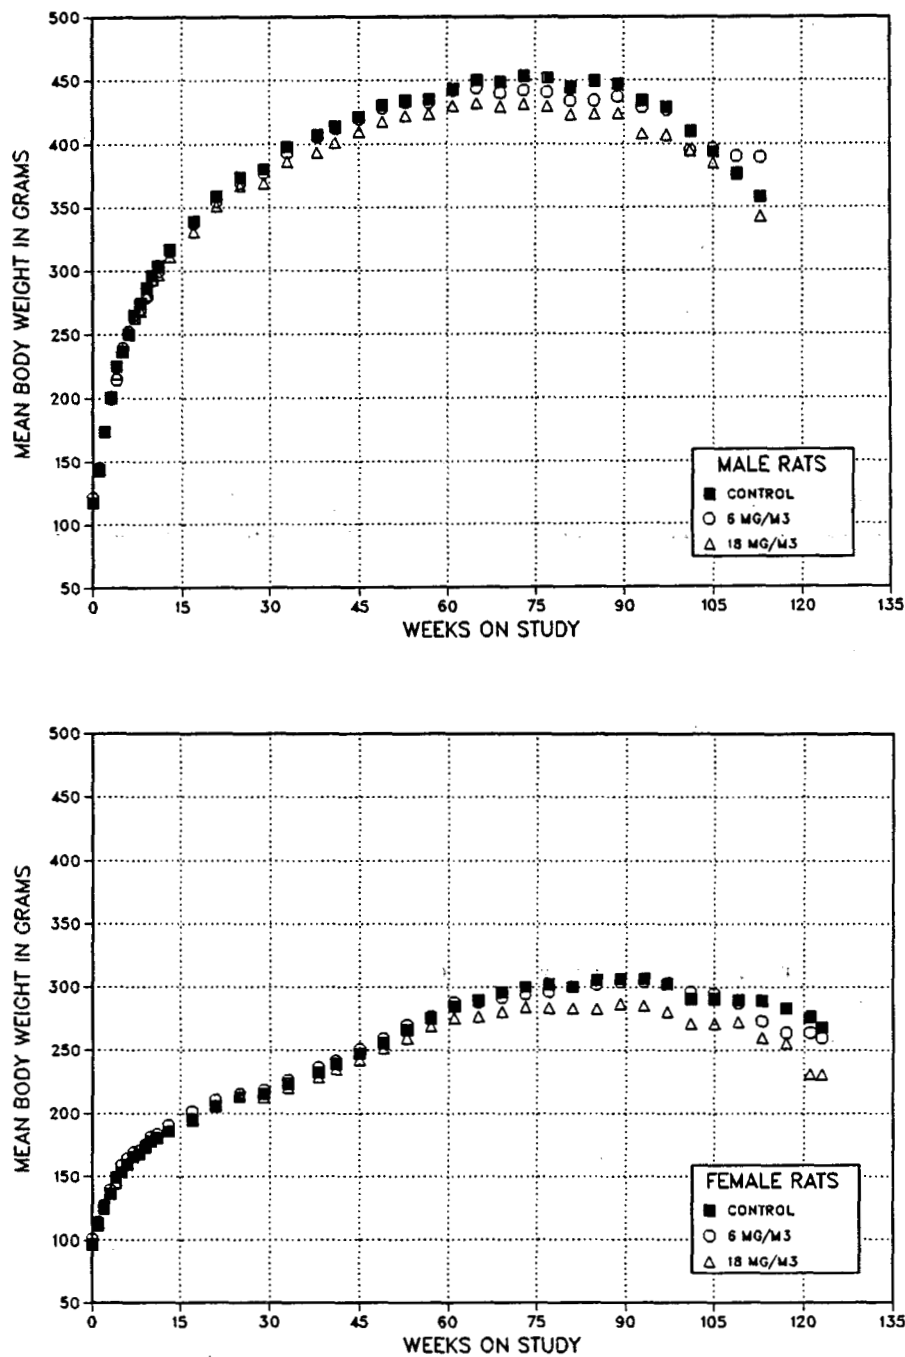 500
450
400
350
300
250
200
150
100
50
MEAN BODY WEIGHT IN GRAMS
MALE RATS
CONTROL
6 MG/M3
18 MG/M3
0 15 30 45 60 75 90 105 120 135
WEEKS ON STUDY
500
450
400
350
300
250
200
150
100
50
MEAN BODY WEIGHT IN GRAMS
FEMALE RATS
CONTROL
6 MG/M3
18 MG/M3
0 15 30 45 60 75 90 105 120 135
WEEKS ON STUDY